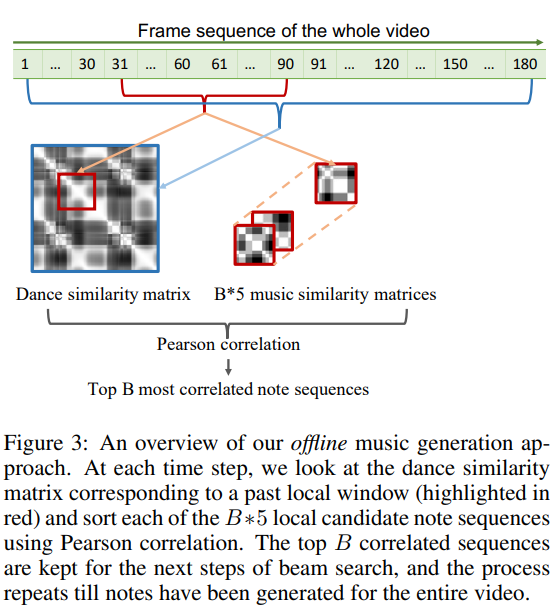 Frame sequence of the whole video
1 ... 30 31 ... 60 61 ... 90 91 ... 120 ... 150 ... 180
Dance similarity matrix B*5 music similarity matrices
Pearson correlation
Top B most correlated note sequences
Figure 3: An overview of our offline music generation ap-
proach. At each time step, we look at the dance similarity
matrix corresponding to a past local window (highlighted in
red) and sort each of the B∗5 local candidate note sequences
using Pearson correlation. The top B correlated sequences
are kept for the next steps of beam search, and the process
repeats till notes have been generated for the entire video.